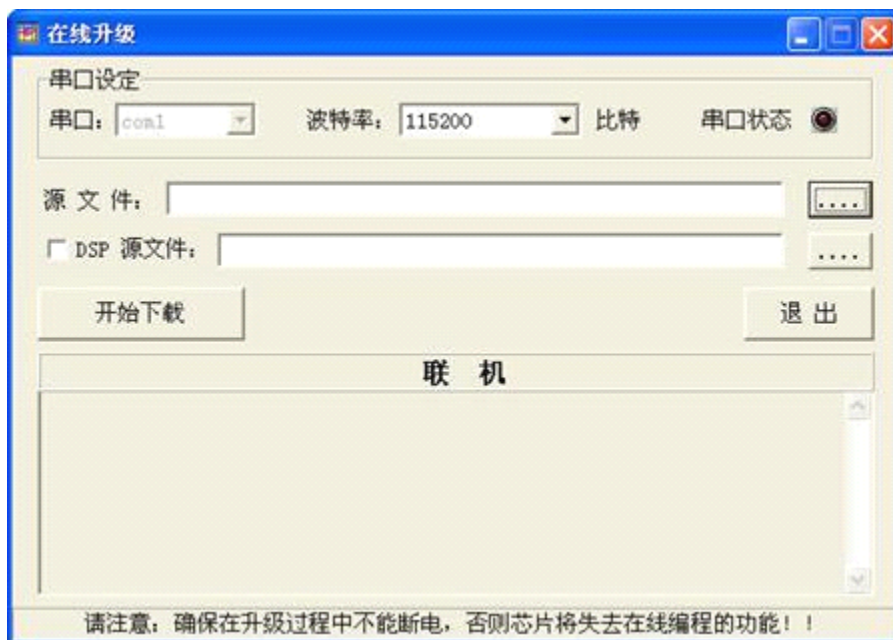 在线升级
串口设定
串口： com1 波特率： 115200 比特 串口状态
源 文 件： ....
DSP 源文件： ....
开始下载 退 出
联 机
请注意：确保在升级过程中不能断电，否则芯片将失去在线编程的功能！！